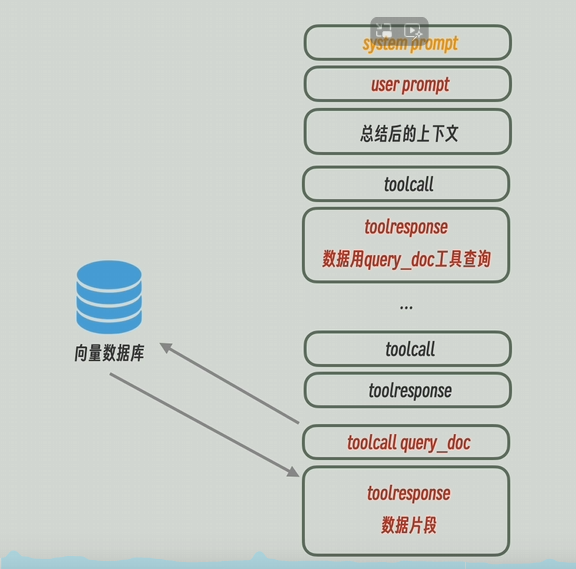 system prompt
user prompt
总结后的上下文
toolcall
toolresponse
数据用query_doc工具查询
...
向量数据库
toolcall
toolresponse
toolcall query_doc
toolresponse
数据片段